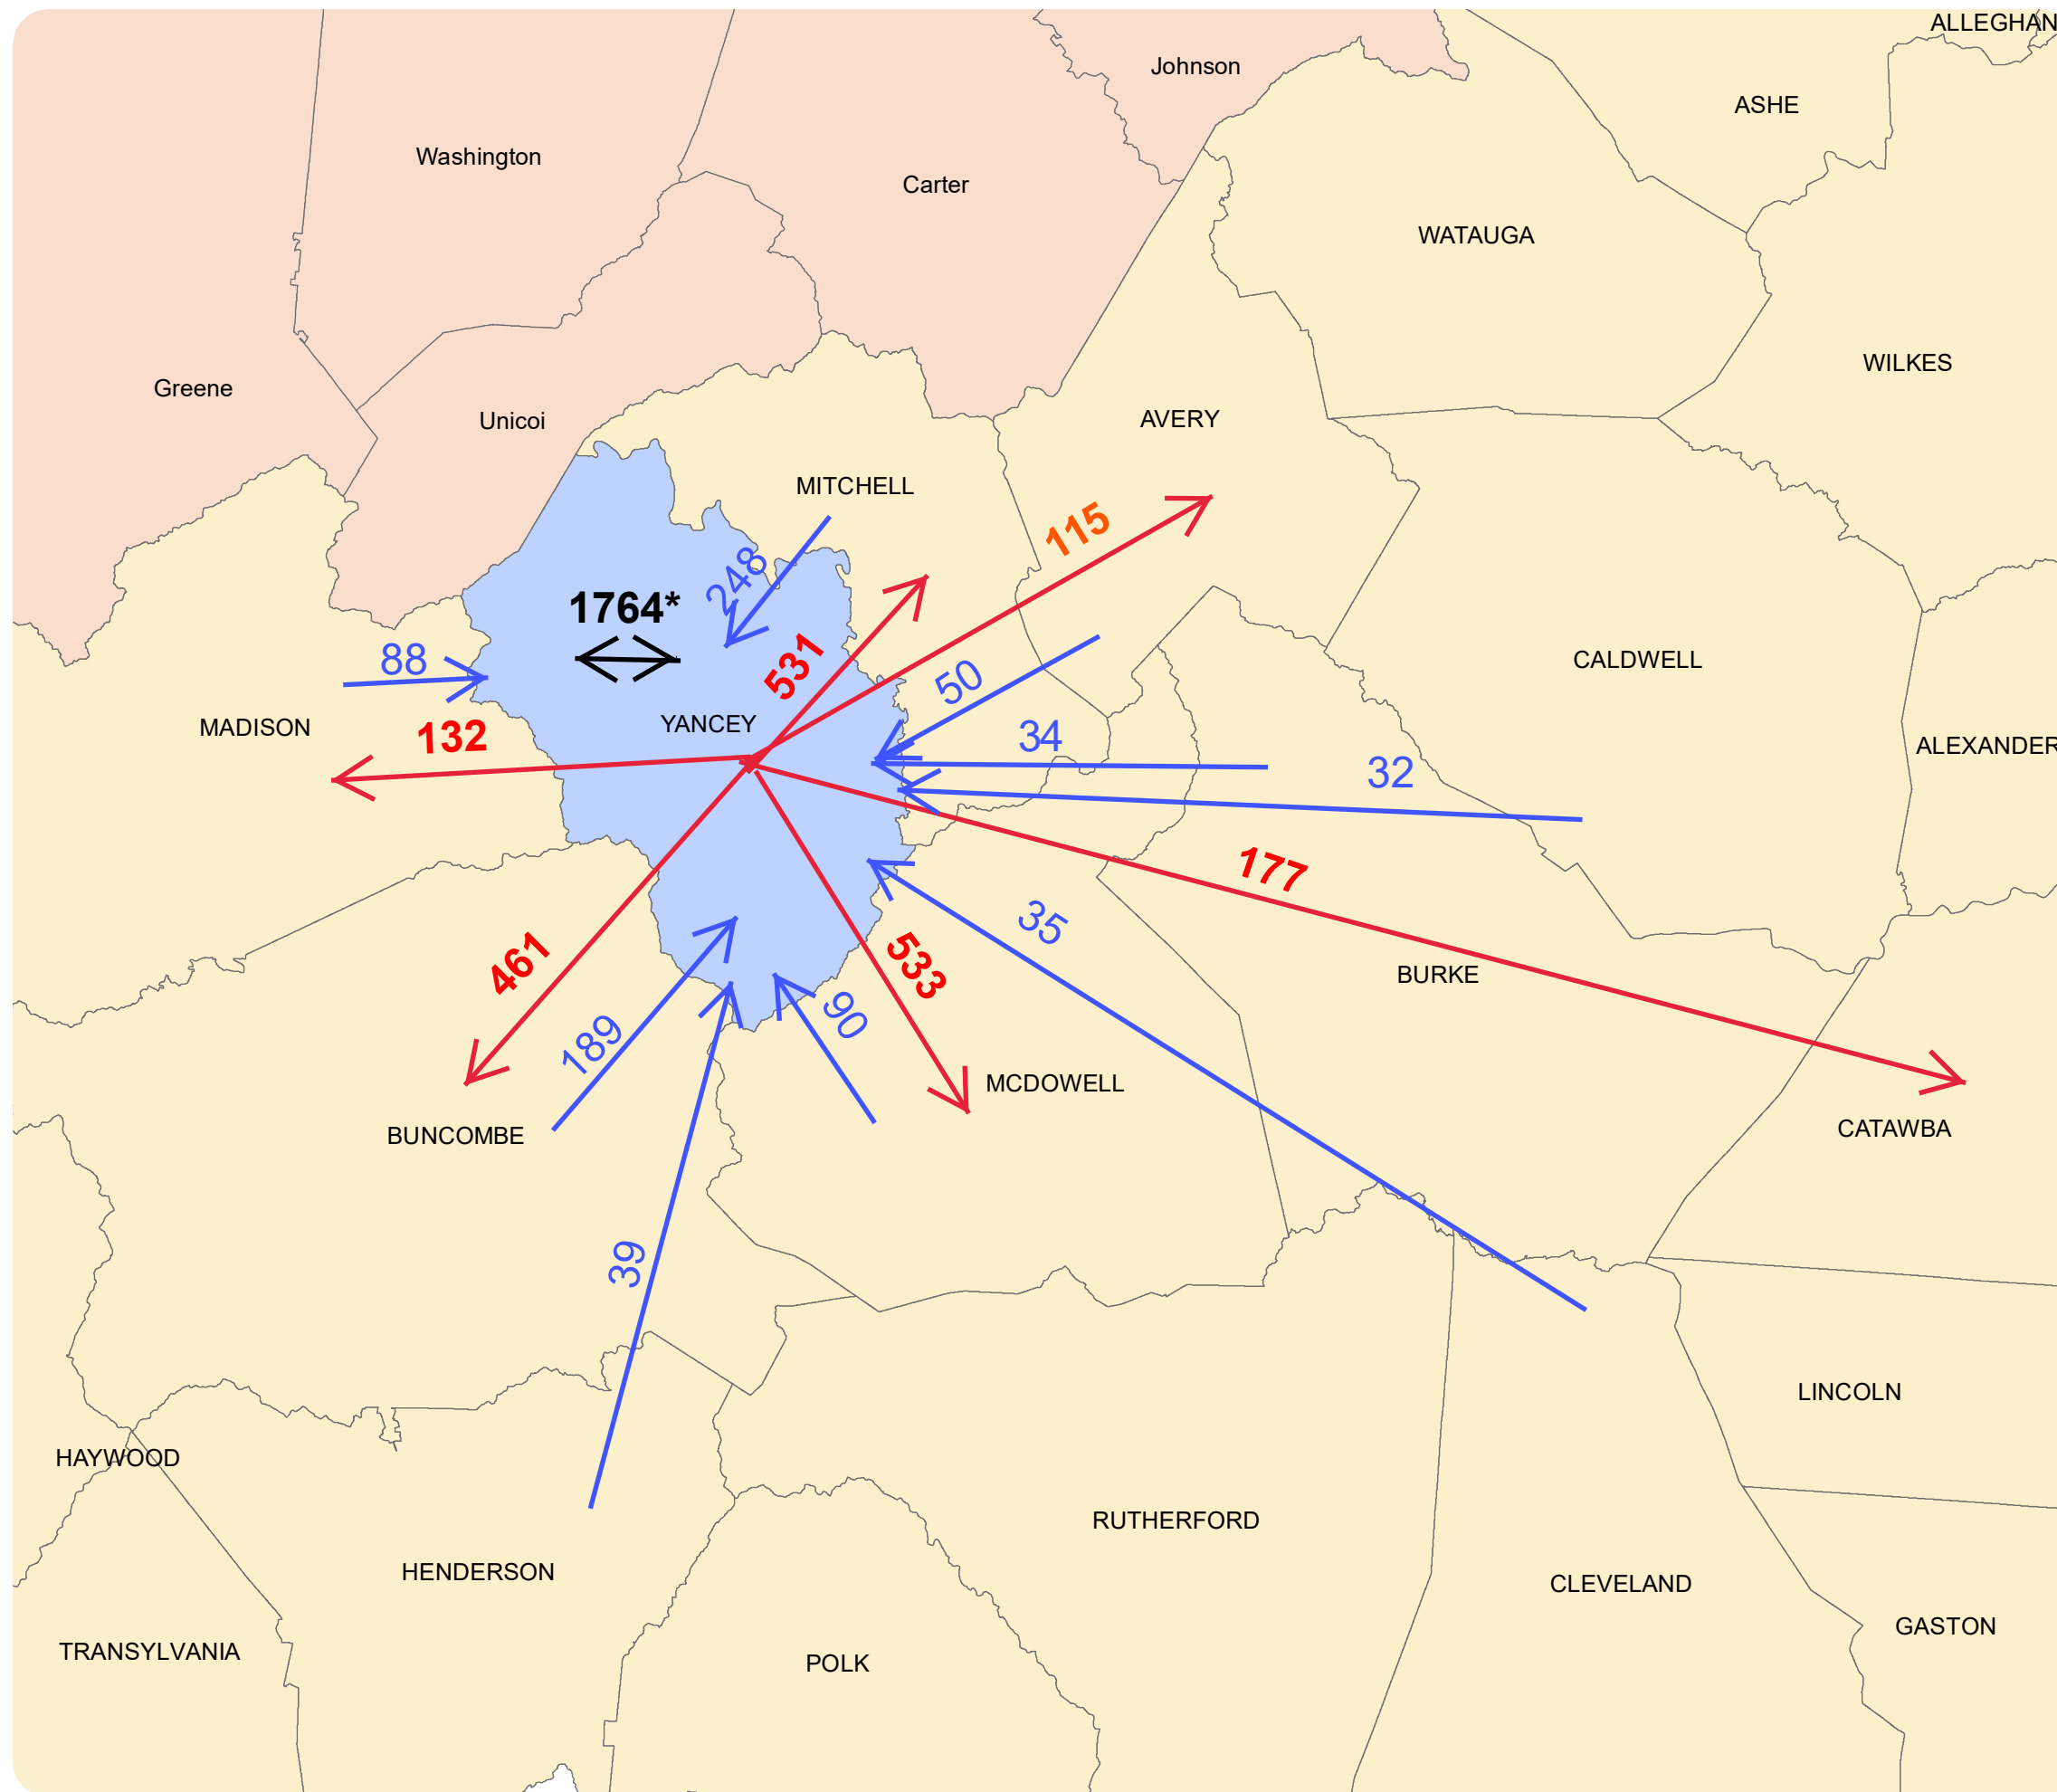 ALLEGHAN
Johnson
ASHE
Washington
Carter
WATAUGA
WILKES
Greene
Unicoi
AVERY
MITCHELL
115
248
1764*
531
88
CALDWELL
50
YANCEY
MADISON
132
34
ALEXANDER
32
177
35
461
533
BURKE
90
189
MCDOWELL
CATAWBA
BUNCOMBE
39
LINCOLN
HAYWOOD
RUTHERFORD
HENDERSON
CLEVELAND
GASTON
TRANSYLVANIA
POLK